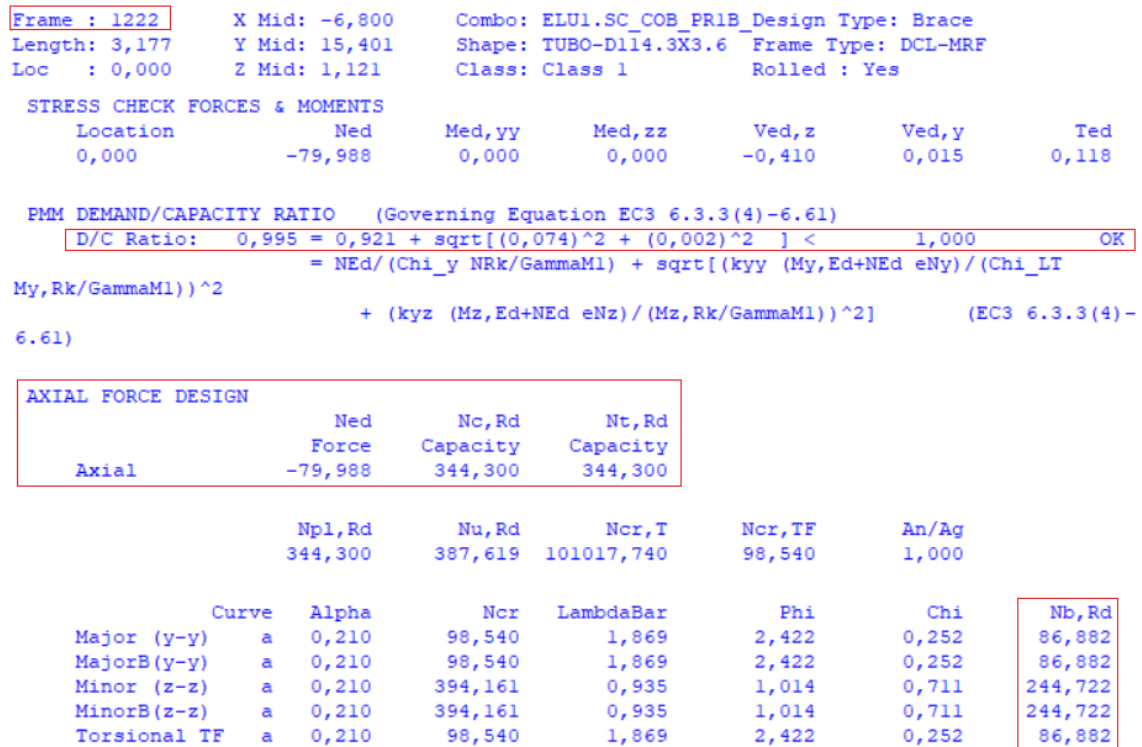 Frame : 1222 X Mid: -6,800 Combo: ELU1.SC_COB_PR1B Design Type: Brace
Length: 3,177 Y Mid: 15,401 Shape: TUBO-D114.3X3.6 Frame Type: DCL-MRF
Loc : 0,000 Z Mid: 1,121 Class: Class 1 Rolled : Yes
STRESS CHECK FORCES & MOMENTS
Location Ned Med,yy Med,zz Ved,z Ved,y Ted
0,000 -79,988 0,000 0,000 -0,410 0,015 0,118
PMM DEMAND/CAPACITY RATIO (Governing Equation EC3 6.3.3(4)-6.61)
D/C Ratio: 0,995 = 0,921 + sqrt[(0,074)^2 + (0,002)^2 ] < 1,000 OK
= NEd/(Chi_y NRk/GammaM1) + sqrt[(kyy (My,Ed+NEd eNy)/(Chi_LT
My,Rk/GammaM1))^2
+ (kyz (Mz,Ed+NEd eNz)/(Mz,Rk/GammaM1))^2] (EC3 6.3.3(4)-
6.61)
AXIAL FORCE DESIGN
Ned Nc,Rd Nt,Rd
Force Capacity Capacity
Axial -79,988 344,300 344,300
Npl,Rd Nu,Rd Ncr,T Ncr,TF An/Ag
344,300 387,619 101017,740 98,540 1,000
Curve Alpha Ncr LambdaBar Phi Chi Nb,Rd
Major (y-y) a 0,210 98,540 1,869 2,422 0,252 86,882
MajorB(y-y) a 0,210 98,540 1,869 2,422 0,252 86,882
Minor (z-z) a 0,210 394,161 0,935 1,014 0,711 244,722
MinorB(z-z) a 0,210 394,161 0,935 1,014 0,711 244,722
Torsional TF a 0,210 98,540 1,869 2,422 0,252 86,882